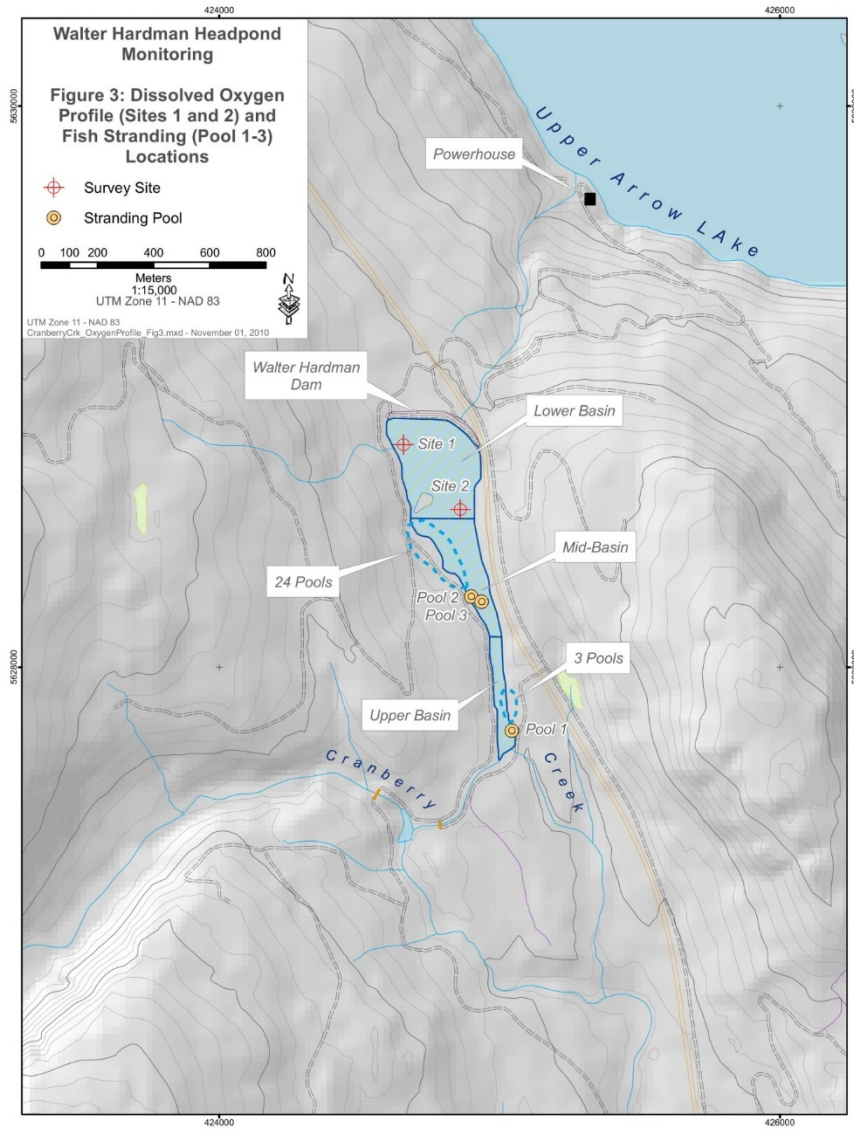 424000
426000
Walter Hardman Headpond
Monitoring
Figure 3: Dissolved Oxygen
Profile (Sites 1 and 2) and
Fish Stranding (Pool 1-3)
Locations
Survey Site
Stranding Pool
0 100 200 400 600 800
Meters
1:15,000
UTM Zone 11 - NAD 83
N
UTM Zone 11 - NAD 83
CranberryCrk_OxygenProfile_Fig3.mxd - November 01, 2010
5630000
Upper Arrow LAke
Powerhouse
Walter Hardman
Dam
Lower Basin
Site 1
Site 2
Mid-Basin
24 Pools
Pool 2
Pool 3
5628000
3 Pools
Upper Basin
Pool 1
Cranberry
Creek
424000
426000